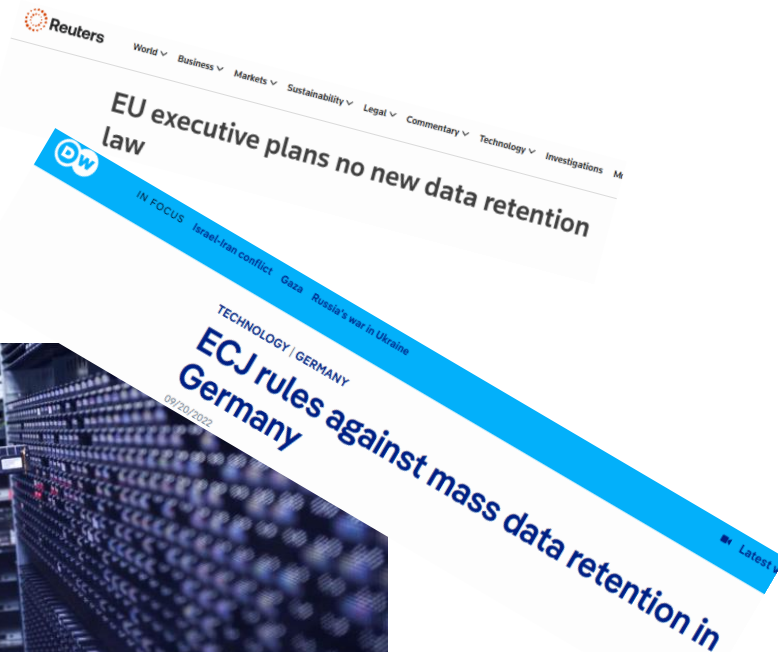 Reuters
World Business Markets Sustainability Legal Commentary Technology Investigations
EU executive plans no new data retention
law
DW
IN FOCUS Israel-Iran conflict Gaza Russia's war in Ukraine
Latest
TECHNOLOGY | GERMANY
ECJ rules against mass data retention in
Germany
09/20/2022